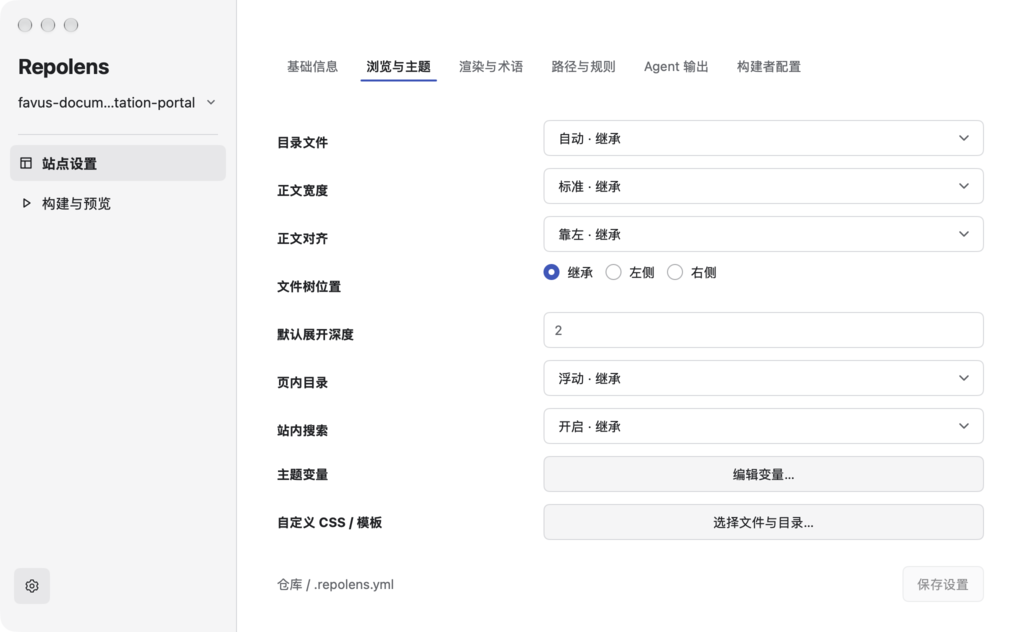 Repolens
favus-docum...tation-portal
站点设置
构建与预览
基础信息 浏览与主题 渲染与术语 路径与规则 Agent 输出 构建者配置
目录文件 自动 · 继承
正文宽度 标准 · 继承
正文对齐 靠左 · 继承
文件树位置 继承 左侧 右侧
默认展开深度 2
页内目录 浮动 · 继承
站内搜索 开启 · 继承
主题变量 编辑变量...
自定义 CSS / 模板 选择文件与目录...
仓库 / .repolens.yml 保存设置